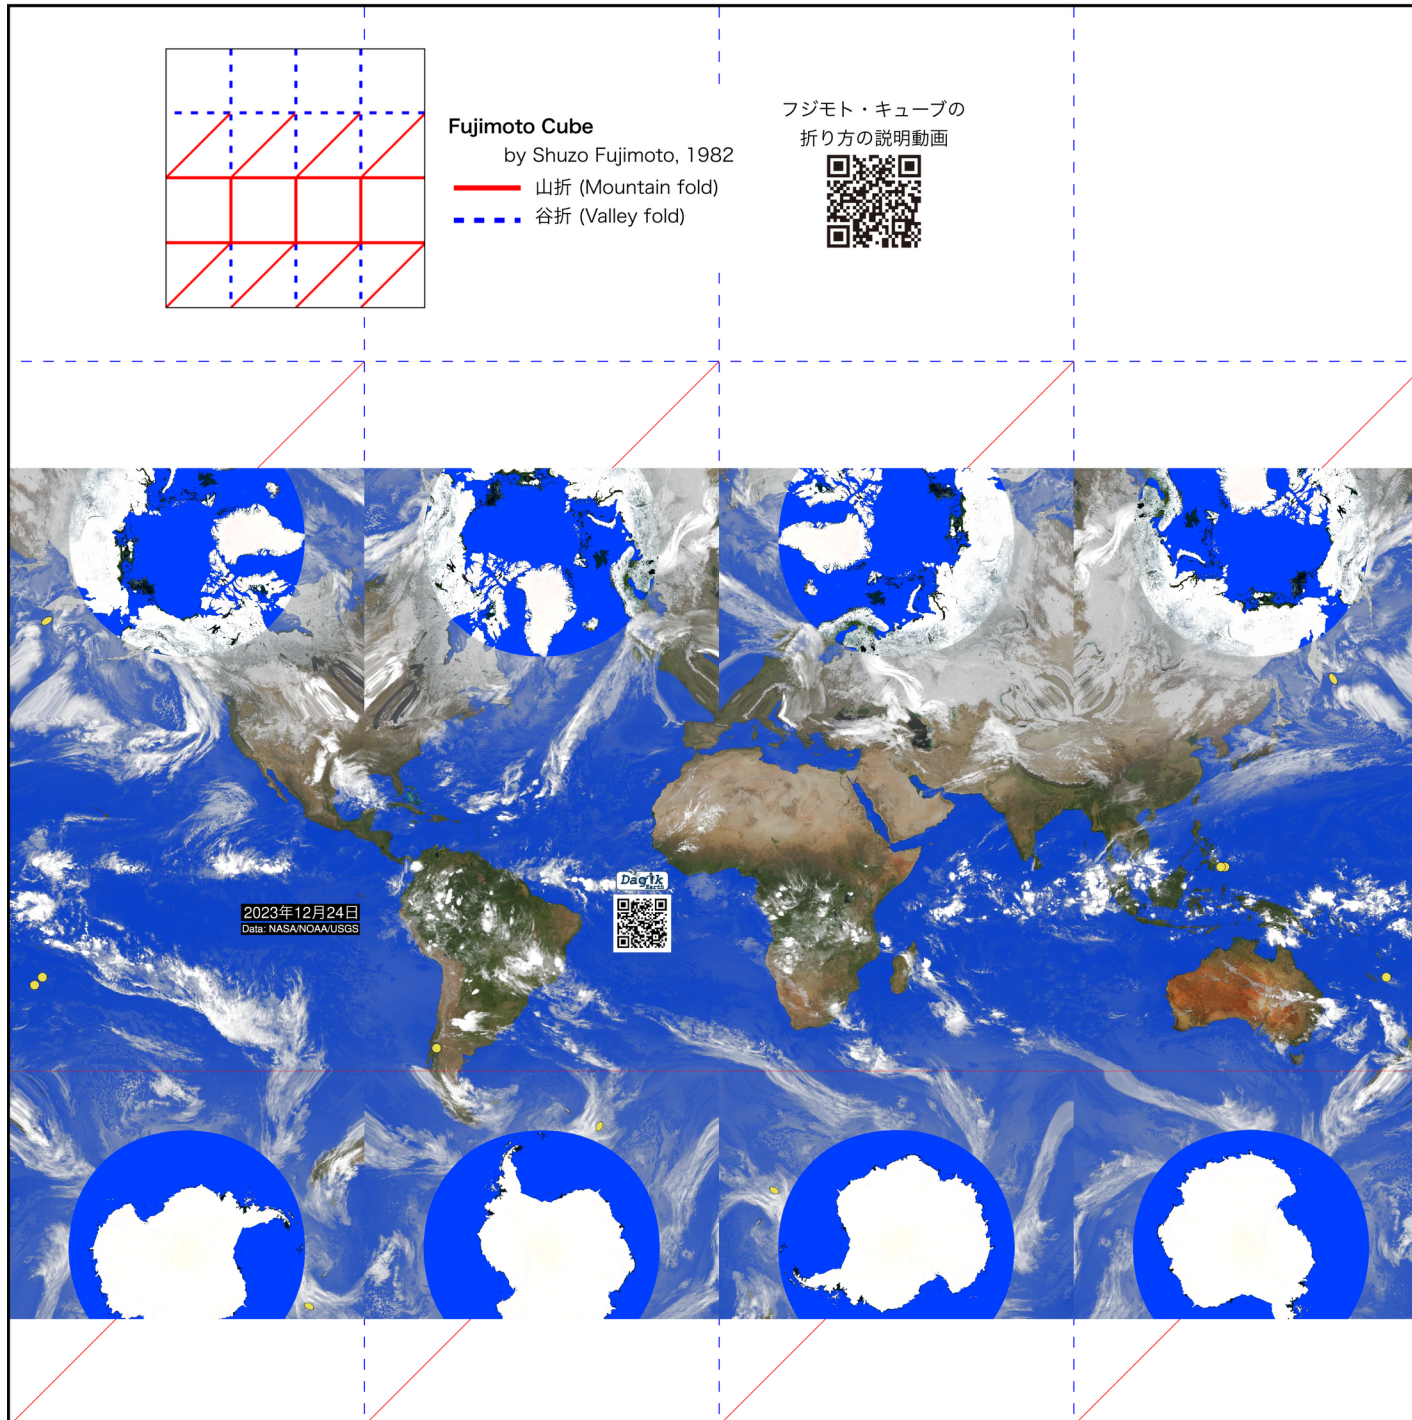 Fujimoto Cube
by Shuzo Fujimoto, 1982
山折 (Mountain fold)
谷折 (Valley fold)
フジモト・キューブの
折り方の説明動画
Dagik
Earth
2023年12月24日
Data: NASA/NOAA/USGS